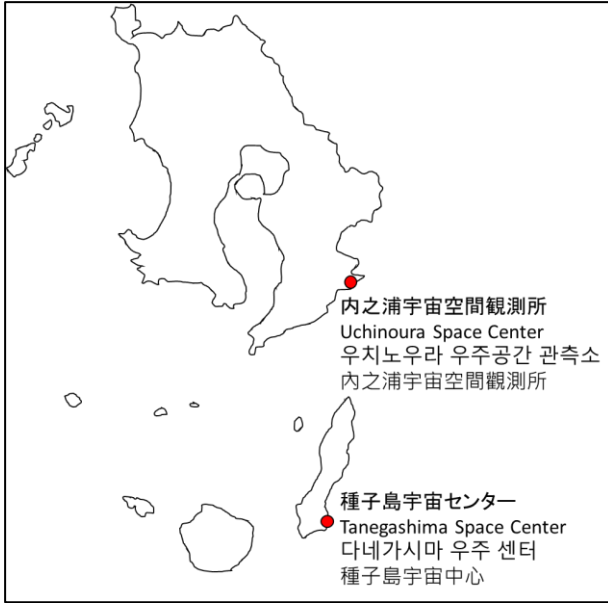 内之浦宇宙空間観測所
Uchinoura Space Center
우치노우라 우주공간 관측소
內之浦宇宙空間觀測所
種子島宇宙センター
Tanegashima Space Center
다네가시마 우주 센터
種子島宇宙中心